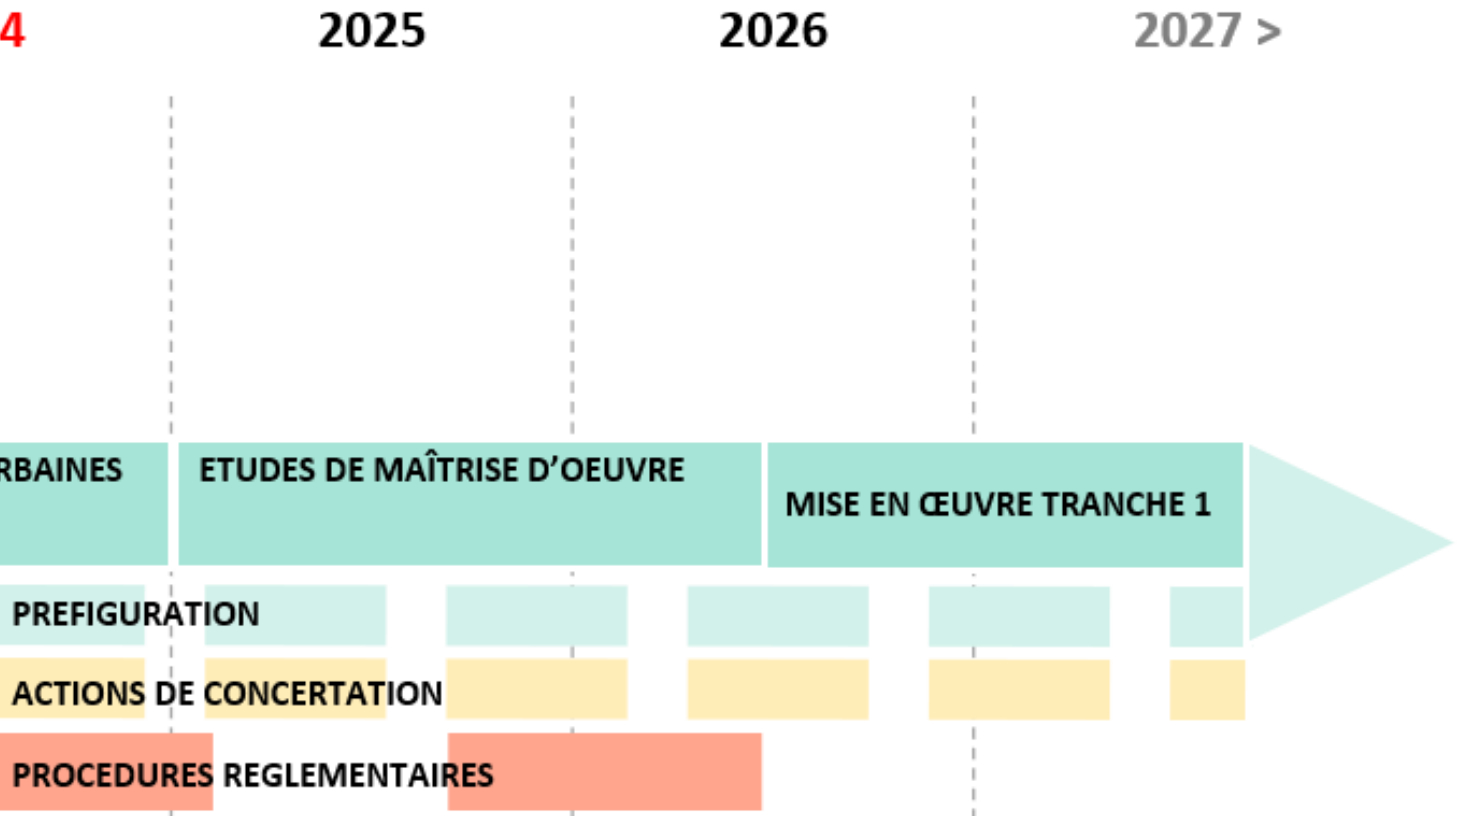 4 2025 2026 2027 >
RBAINES ETUDES DE MAÎTRISE D’OEUVRE
MISE EN ŒUVRE TRANCHE 1
PREFIGURATION
ACTIONS DE CONCERTATION
PROCEDURES REGLEMENTAIRES